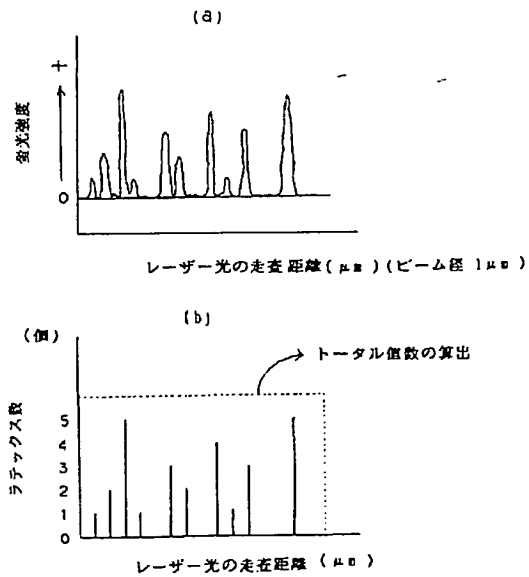 (a)
蛍光強度
+
0
レーザー光の走査距離(μm)(ビーム径 1μm)
(b)
(個)
トータル個数の算出
ラテックス数
5
4
3
2
1
0
レーザー光の走査距離 (μm)